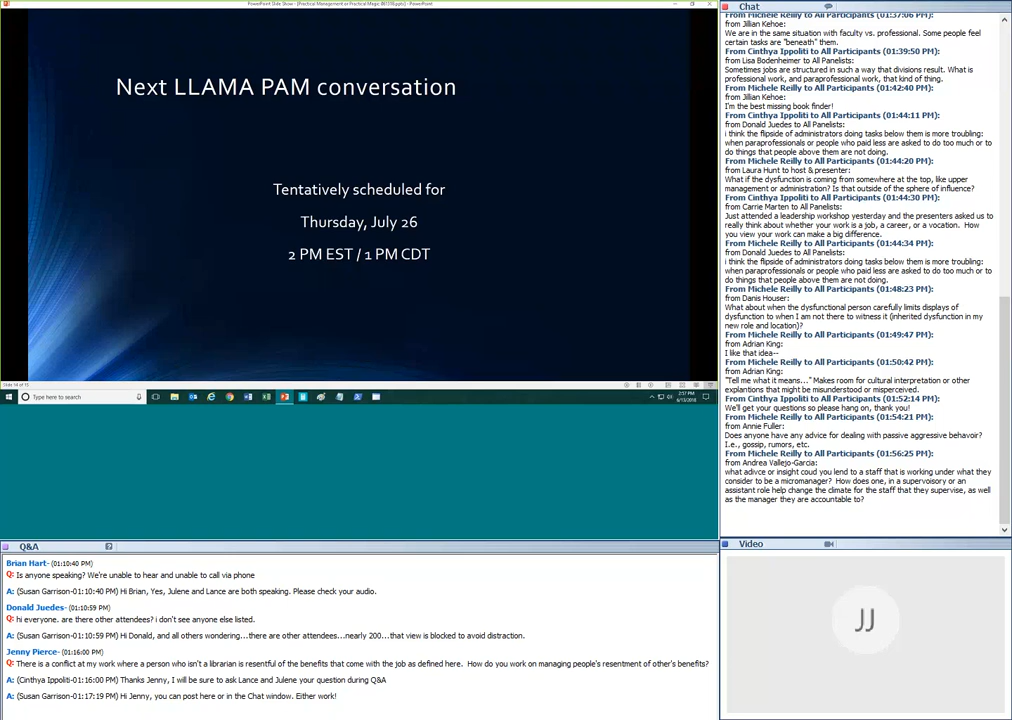 PowerPoint Slide Show - [Practical Management or Practical Magic_061318.pptx] - PowerPoint
Next LLAMA PAM conversation
Tentatively scheduled for
Thursday, July 26
2 PM EST / 1 PM CDT
Type here to search
2:57 PM
6/13/2018
Chat
From Michele Reilly to All Participants (01:37:06 PM):
from Jillian Kehoe:
We are in the same situation with faculty vs. professional. Some people feel
certain tasks are "beneath" them.
From Cinthya Ippoliti to All Participants (01:39:50 PM):
from Lisa Bodenheimer to All Panelists:
Sometimes jobs are structured in such a way that divisions result. What is
professional work, and paraprofessional work, that kind of thing.
From Michele Reilly to All Participants (01:42:40 PM):
from Jillian Kehoe:
I'm the best missing book finder!
From Cinthya Ippoliti to All Participants (01:44:11 PM):
from Donald Juedes to All Panelists:
i think the flipside of administrators doing tasks below them is more troubling:
when paraprofessionals or people who paid less are asked to do too much or to
do things that people above them are not doing.
From Michele Reilly to All Participants (01:44:20 PM):
from Laura Hunt to host & presenter:
What if the dysfunction is coming from somewhere at the top, like upper
management or administration? Is that outside of the sphere of influence?
From Cinthya Ippoliti to All Participants (01:44:30 PM):
from Carrie Marten to All Panelists:
Just attended a leadership workshop yesterday and the presenters asked us to
really think about whether your work is a job, a career, or a vocation.  How
you view your work can make a big difference.
From Michele Reilly to All Participants (01:44:34 PM):
from Donald Juedes to All Panelists:
i think the flipside of administrators doing tasks below them is more troubling:
when paraprofessionals or people who paid less are asked to do too much or to
do things that people above them are not doing.
From Michele Reilly to All Participants (01:48:23 PM):
from Danis Houser:
What about when the dysfunctional person carefully limits displays of
dysfunction to when I am not there to witness it (inherited dysfunction in my
new role and location)?
From Michele Reilly to All Participants (01:49:47 PM):
from Adrian King:
I like that idea--
From Michele Reilly to All Participants (01:50:42 PM):
from Adrian King:
"Tell me what it means..." Makes room for cultural interpretation or other
explantions that might be misunderstood or misperceived.
From Cinthya Ippoliti to All Participants (01:52:14 PM):
We'll get your questions so please hang on, thank you!
From Michele Reilly to All Participants (01:54:21 PM):
from Annie Fuller:
Does anyone have any advice for dealing with passive aggressive behavoir?
I.e., gossip, rumors, etc.
From Michele Reilly to All Participants (01:56:25 PM):
from Andrea Vallejo-Garcia:
what adivce or insight coud you lend to a staff that is working under what they
consider to be a micromanager?  How does one, in a supervoisory or an
assistant role help change the climate for the staff that they supervise, as well
as the manager they are accountable to?
Q&A
Brian Hart- (01:10:40 PM)
Q: Is anyone speaking? We're unable to hear and unable to call via phone
A: (Susan Garrison-01:10:40 PM) Hi Brian, Yes, Julene and Lance are both speaking. Please check your audio.
Donald Juedes- (01:10:59 PM)
Q: hi everyone. are there other attendees? i don't see anyone else listed.
A: (Susan Garrison-01:10:59 PM) Hi Donald, and all others wondering...there are other attendees...nearly 200...that view is blocked to avoid distraction.
Jenny Pierce- (01:16:00 PM)
Q: There is a conflict at my work where a person who isn't a librarian is resentful of the benefits that come with the job as defined here.  How do you work on managing people's resentment of other's benefits?
A: (Cinthya Ippoliti-01:16:00 PM) Thanks Jenny, I will be sure to ask Lance and Julene your question during Q&A
A: (Susan Garrison-01:17:19 PM) Hi Jenny, you can post here or in the Chat window. Either work!
Video
JJ